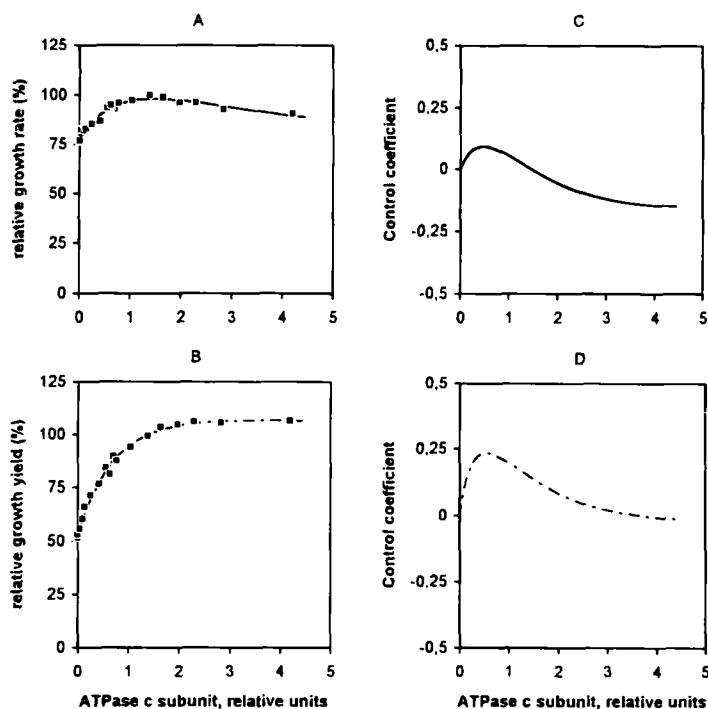 A
relative growth rate (%)
125
100
75
50
25
0
0 1 2 3 4 5
C
Control coefficient
0,5
0,25
0
-0,25
-0,5
0 1 2 3 4 5
B
relative growth yield (%)
125
100
75
50
25
0
0 1 2 3 4 5
ATPase c subunit, relative units
D
Control coefficient
0,5
0,25
0
-0,25
-0,5
0 1 2 3 4 5
ATPase c subunit, relative units